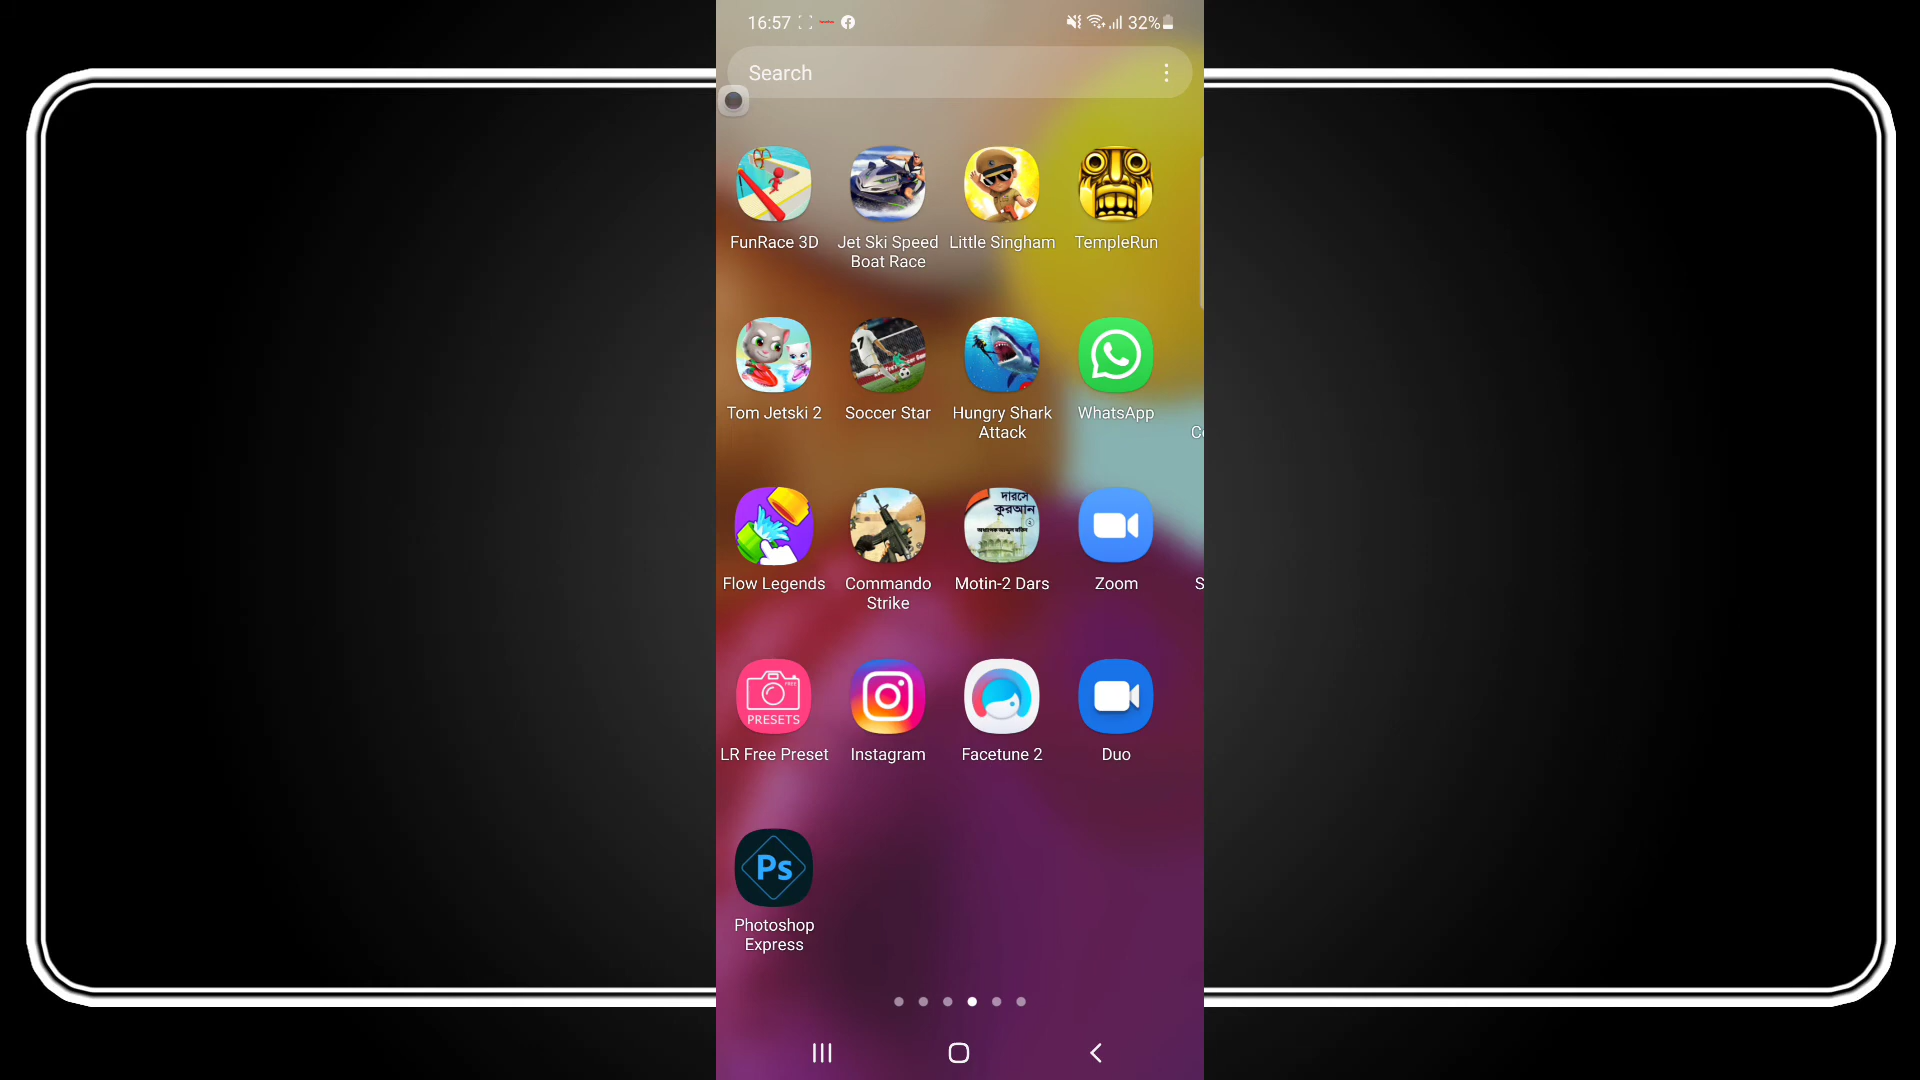 16:57
32%
Search
FunRace 3D
Jet Ski Speed
Boat Race
Little Singham
TempleRun
Tom Jetski 2
Soccer Star
Hungry Shark
Attack
WhatsApp
Flow Legends
Commando
Strike
দারসে
কুরআন
Motin-2 Dars
Zoom
FREE
PRESETS
LR Free Preset
Instagram
Facetune 2
Duo
Ps
Photoshop
Express